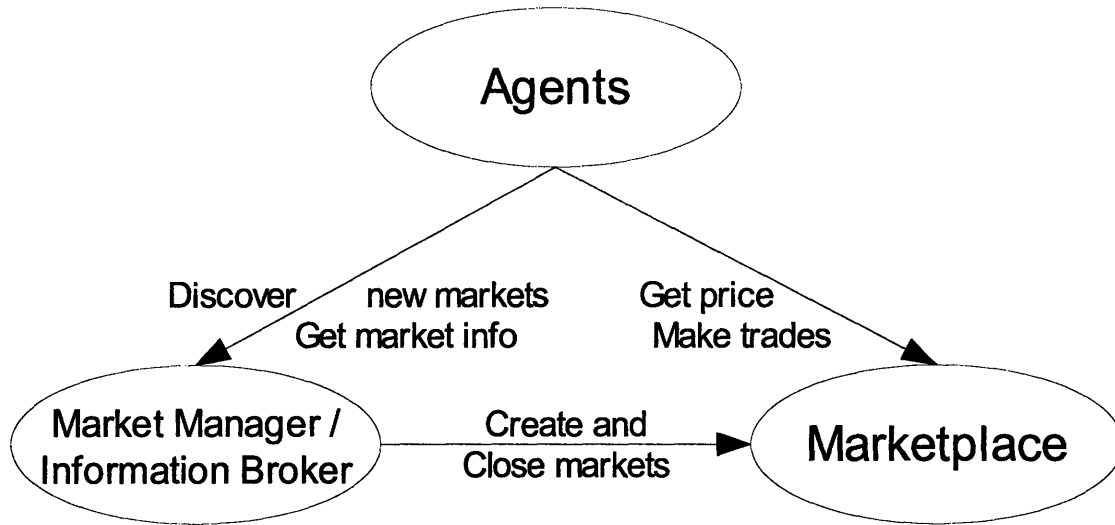 Agents
Discover new markets
Get market info
Get price
Make trades
Market Manager /
Information Broker
Create and
Close markets
Marketplace